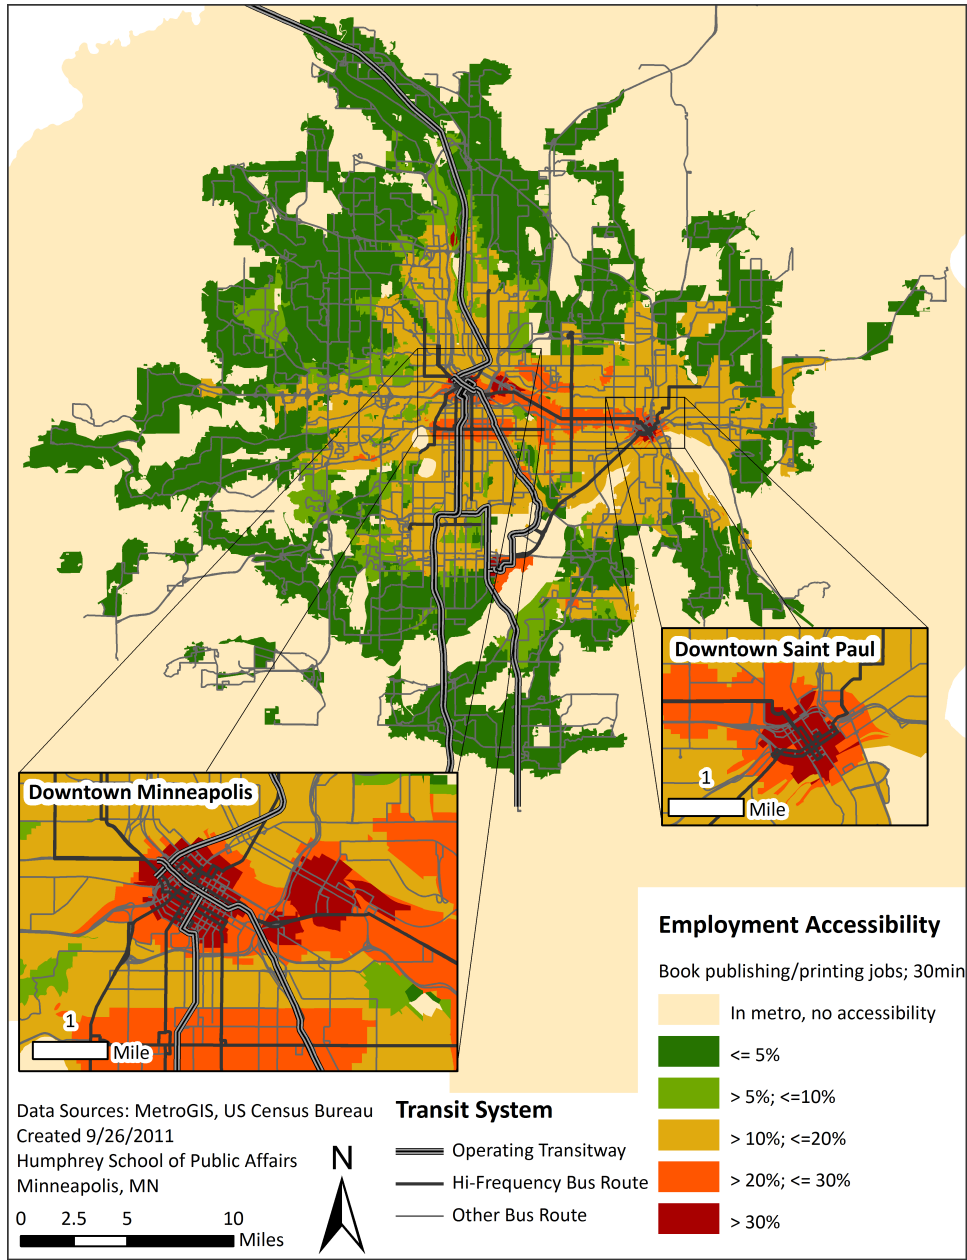 Downtown Saint Paul
1
Mile
Downtown Minneapolis
1
Mile
Employment Accessibility
Book publishing/printing jobs; 30min
In metro, no accessibility
<= 5%
> 5%; <=10%
> 10%; <=20%
> 20%; <= 30%
> 30%
Data Sources: MetroGIS, US Census Bureau
Created 9/26/2011
Humphrey School of Public Affairs
Minneapolis, MN
0 2.5 5 10
Miles
N
Transit System
Operating Transitway
Hi-Frequency Bus Route
Other Bus Route